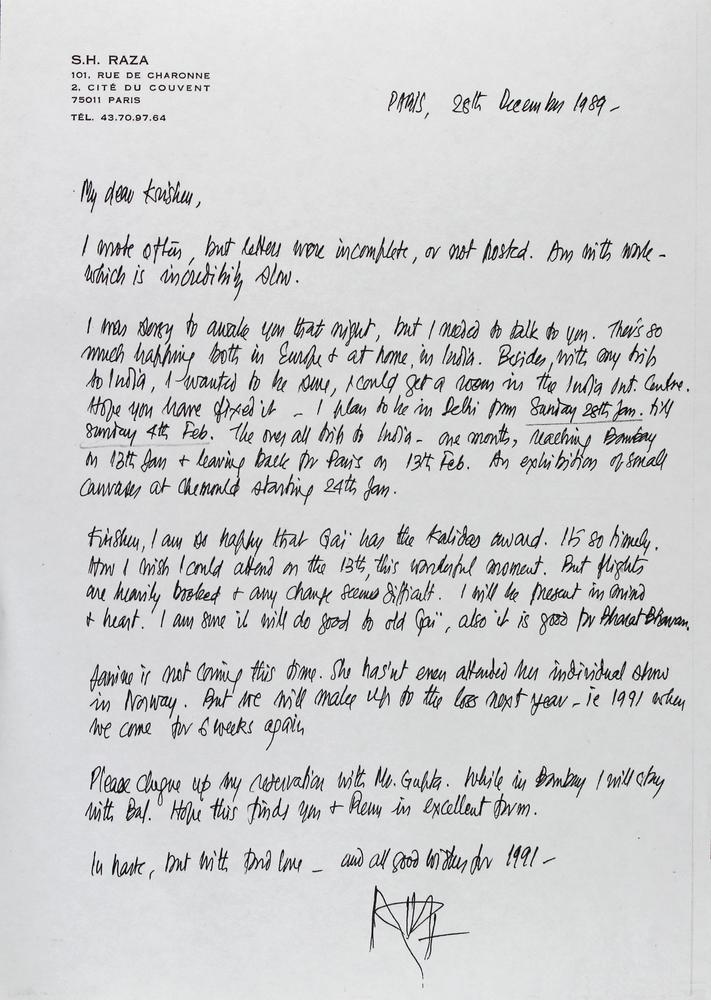 S.H. RAZA
101, RUE DE CHARONNE
2, CITÉ DU COUVENT
75011 PARIS
TÉL. 43.70.97.64
PARIS, 28th December 1989 -
My dear Krishen,
I wrote often, but letters were incomplete, or not posted. Am with work -
which is incredibily slow.
I was sorry to awake you that night, but I needed to talk to you. There's so
much happing both in Europe + at home, in India. Besides, with my trip
to India, I wanted to be sure, I could get a room in the India Int. Centre.
Hope you have fixed it - I plan to be in Delhi from Sunday 28th Jan. till
Sunday 4th Feb. The over all trip to India - one month, reaching Bombay
on 13th Jan + leaving back for Paris on 13th Feb. An exhibition of small
canvases at Chemould starting 24th Jan.
Krishen, I am so happy that Gaï has the Kalidas award. It's so timely.
How I wish I could attend on the 13th, this wonderful moment. But flights
are heavily booked + any change seems difficult. I will be present in mind
+ heart. I am sure it will do good to old Gaï, also it is good for Bharat Bhavan.
Janine is not coming this time. She has'nt even attended her individual show
in Norway. But we will make up to the loss next year - ie 1991 when
we come for 6 weeks again
Please cheque up my reservation with Mr. Gupta. While in Bombay I will stay
with Bal. Hope this finds you + Renu in excellent form.
In haste, but with fond love - and all good wishes for 1991 -